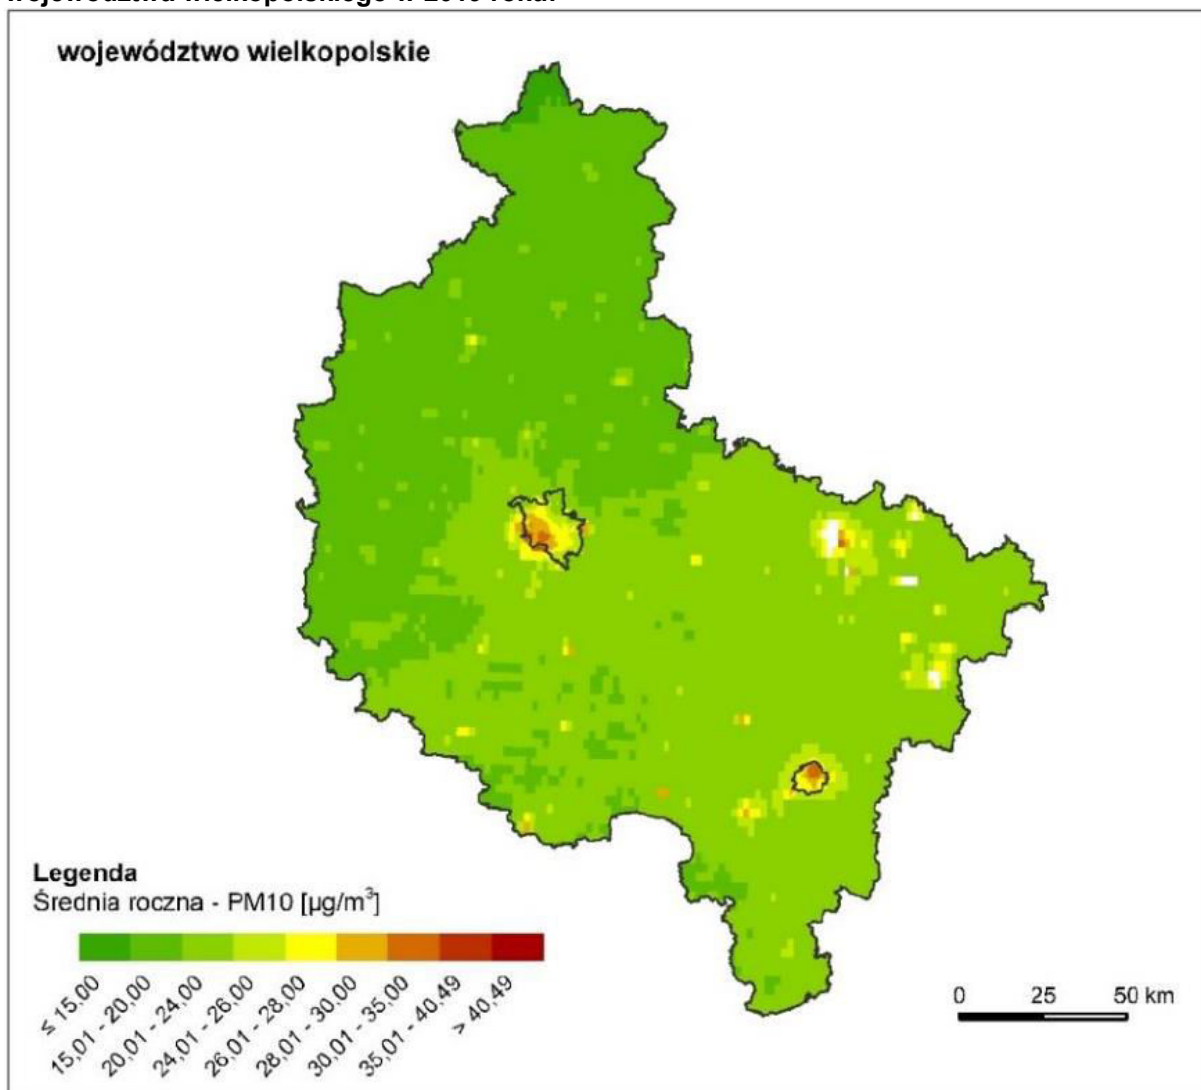 województwo wielkopolskie
Legenda
Średnia roczna - PM10 [µg/m³]
≤ 15,00
15,01 - 20,00
20,01 - 24,00
24,01 - 26,00
26,01 - 28,00
28,01 - 30,00
30,01 - 35,00
35,01 - 40.49
> 40.49
0 25 50 km